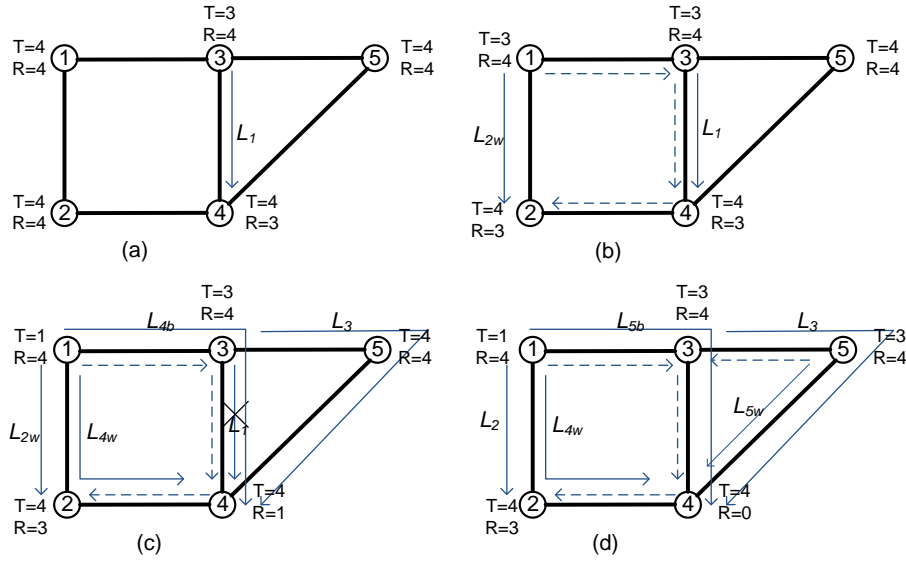 T=4
R=4
1
T=3
R=4
3
T=4
R=4
5
L1
T=4
R=4
2
4
T=4
R=3
(a)
T=3
R=4
1
T=3
R=4
3
T=4
R=4
5
L2w
L1
T=4
R=3
2
4
T=4
R=3
(b)
T=1
R=4
1
L4b
T=3
R=4
3
L3
T=4
R=4
5
L2w
L4w
L1
T=4
R=3
2
4
T=4
R=1
(c)
T=1
R=4
1
L5b
T=3
R=4
3
L3
T=3
R=4
5
L2
L4w
L5w
T=4
R=3
2
4
T=4
R=0
(d)